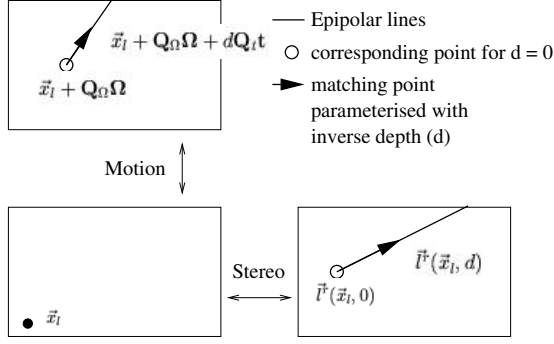 x⃗_l + Q_Ω Ω + d Q_t t
x⃗_l + Q_Ω Ω
Epipolar lines
corresponding point for d = 0
matching point
parameterised with
inverse depth (d)
Motion
x⃗_l
Stereo
l⃗^r(x⃗_l, d)
l⃗^r(x⃗_l, 0)